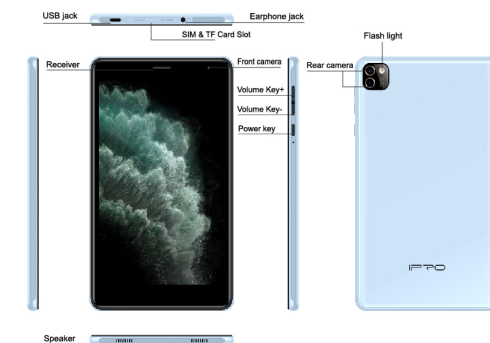 USB jack
Earphone jack
SIM & TF Card Slot
Receiver
Front camera
Volume Key+
Volume Key-
Power key
Flash light
Rear camera
IPRO
Speaker